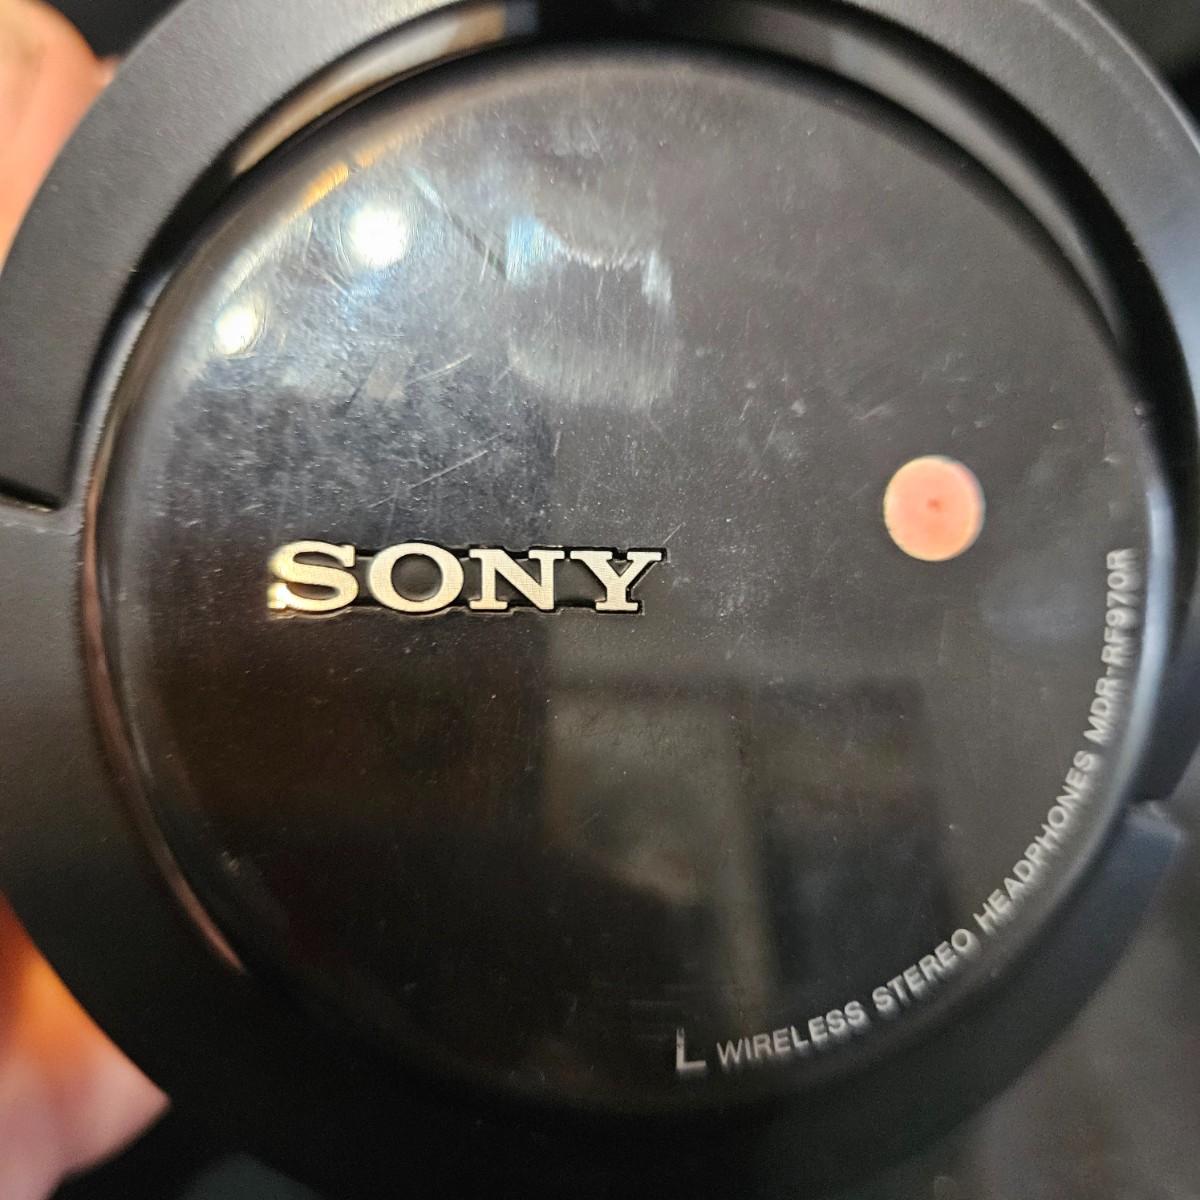 SONY
L WIRELESS STEREO HEADPHONES MDR-RF970R